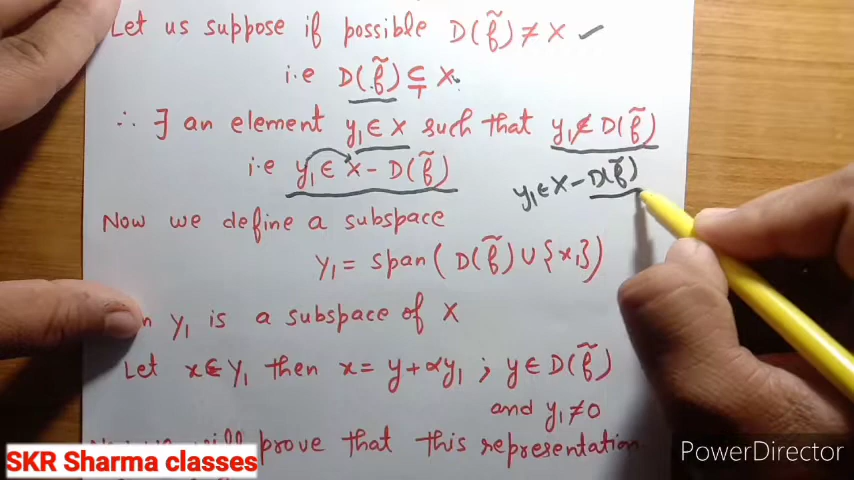 Let us suppose if possible D(f̃) ≠ X ✓
i.e D(f̃) ⊊ X.
∴ ∃ an element y₁ ∈ X such that y₁ ∉ D(f̃)
i.e y₁ ∈ X - D(f̃)
y₁ ∈ X - D(f̃)
Now we define a subspace
Y₁ = span( D(f̃) ∪ {x₁})
n Y₁ is a subspace of X
Let x ∈ Y₁ then x = y + αy₁ ; y ∈ D(f̃)
and y₁ ≠ 0
prove that this representation
SKR Sharma classes
PowerDirector